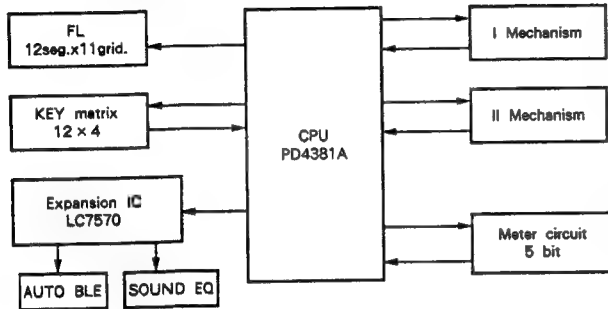 FL
12seg.x11grid.
KEY matrix
12 × 4
Expansion IC
LC7570
AUTO BLE
SOUND EQ
CPU
PD4381A
I Mechanism
II Mechanism
Meter circuit
5 bit